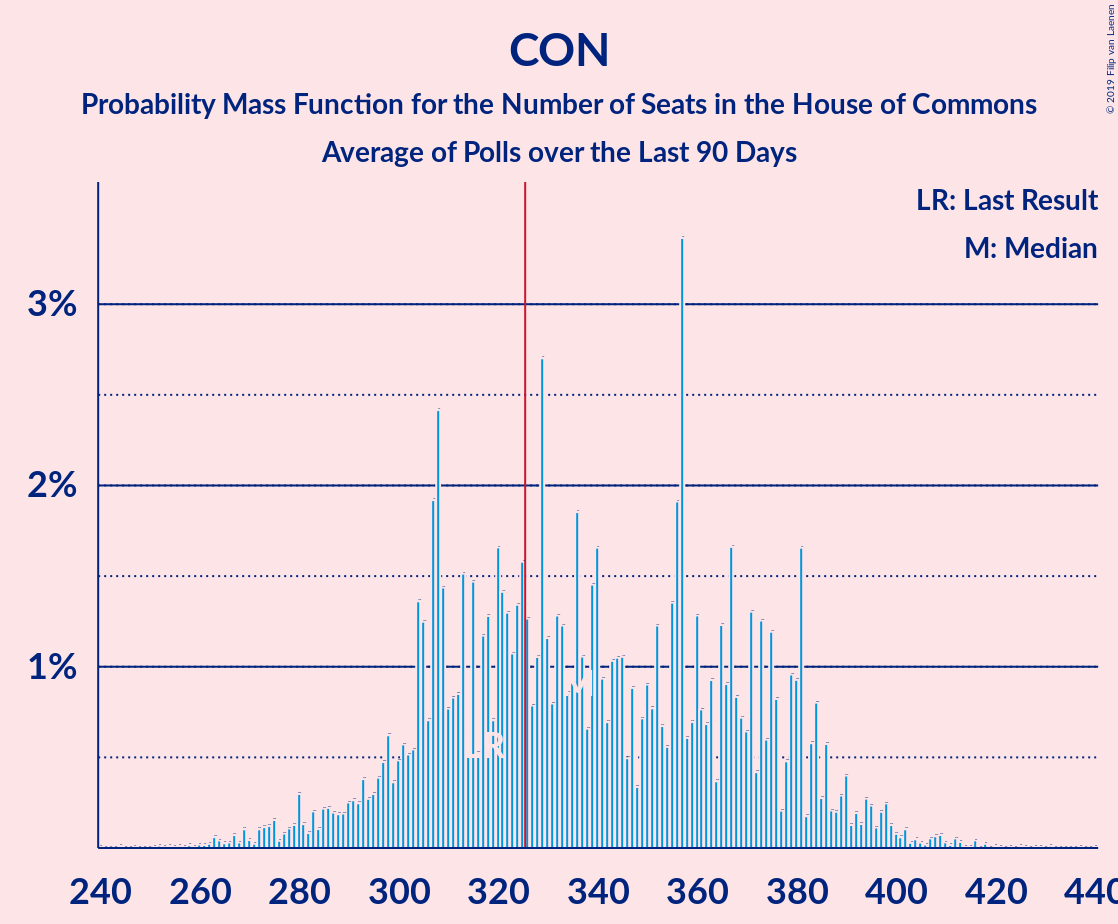 CON
Probability Mass Function for the Number of Seats in the House of Commons
Average of Polls over the Last 90 Days
© 2019 Filip van Laenen
LR: Last Result
M: Median
3%
2%
1%
LR
M
240 260 280 300 320 340 360 380 400 420 440